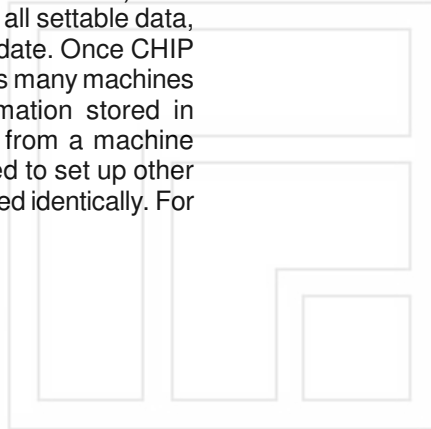 all settable data,
date. Once CHIP
s many machines
mation stored in
from a machine
ed to set up other
ed identically. For